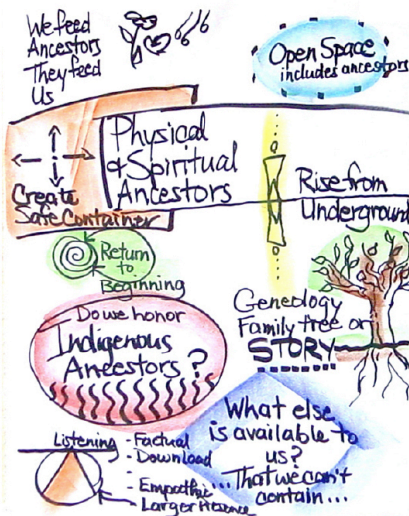 We feed
Ancestors
They feed
Us
Open Space
includes ancestors
Physical
& Spiritual
Ancestors
Create
Safe Container
Rise from
Underground
Return
to
Beginning
Geneology
Family tree or
STORY
Do we honor
Indigenous
Ancestors?
What else
is available to
us?
...That we can't
contain...
Listening - Factual
- Download
- Empathic
- Larger Presence